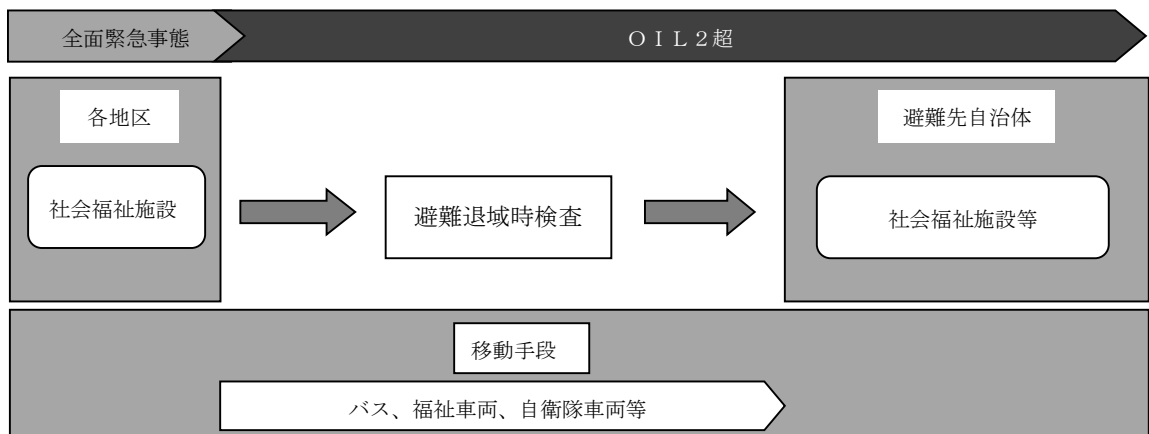 全面緊急事態
ＯＩＬ２超
各地区
避難先自治体
社会福祉施設
避難退域時検査
社会福祉施設等
移動手段
バス、福祉車両、自衛隊車両等